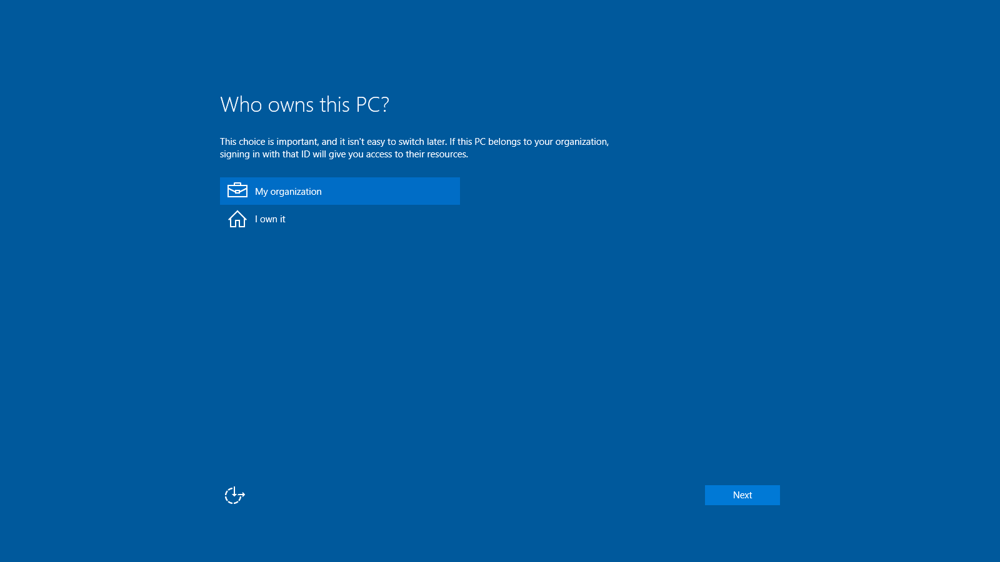 Who owns this PC?
This choice is important, and it isn't easy to switch later. If this PC belongs to your organization,
signing in with that ID will give you access to their resources.
My organization
I own it
Next